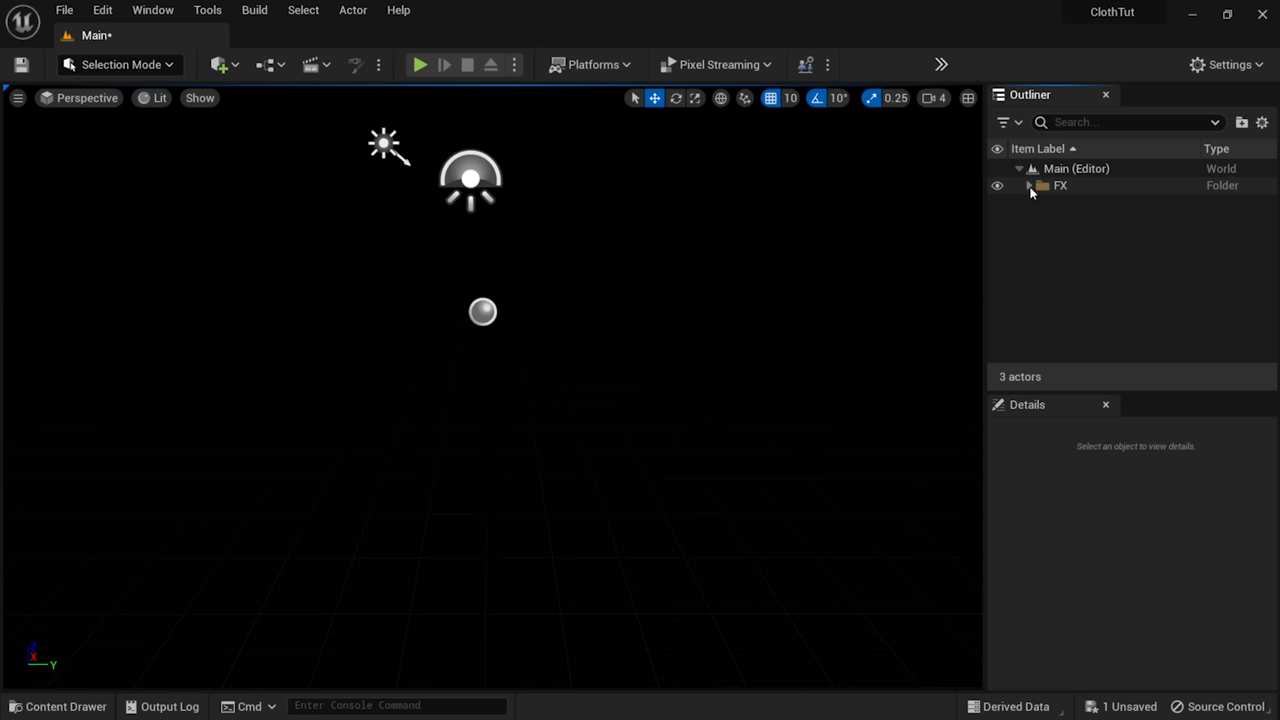 File Edit Window Tools Build Select Actor Help
ClothTut
Main•
Selection Mode
Platforms
Pixel Streaming
Settings
Perspective Lit Show
10 10° 0.25 4
Outliner
Search...
Item Label Type
Main (Editor) World
FX Folder
3 actors
Details
Select an object to view details.
Z
X
Y
Content Drawer Output Log Cmd Enter Console Command Derived Data 1 Unsaved Source Control